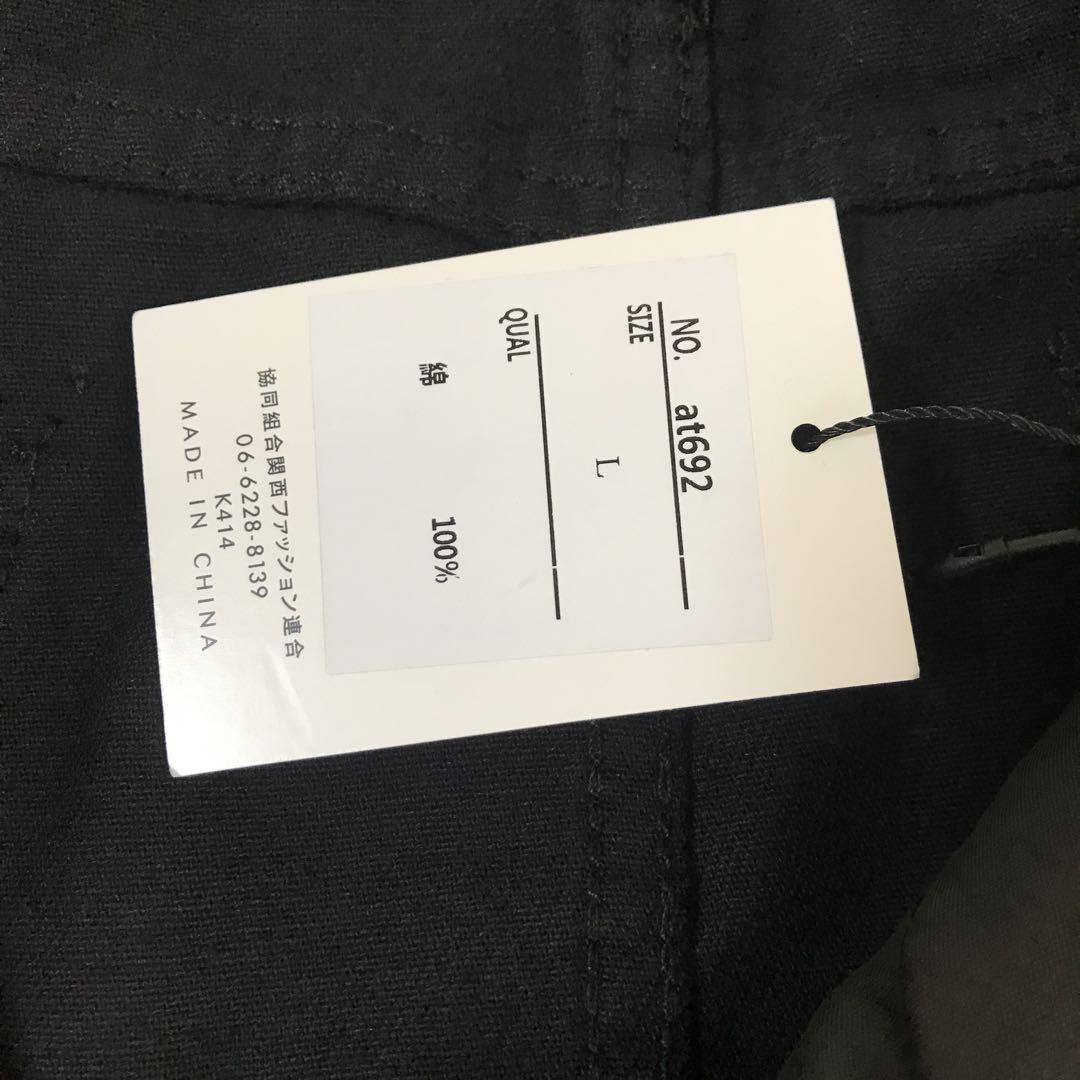 NO. at692
SIZE
L
QUAL
綿 100%
協同組合関西ファッション連合
06-6228-8139
K414
MADE IN CHINA